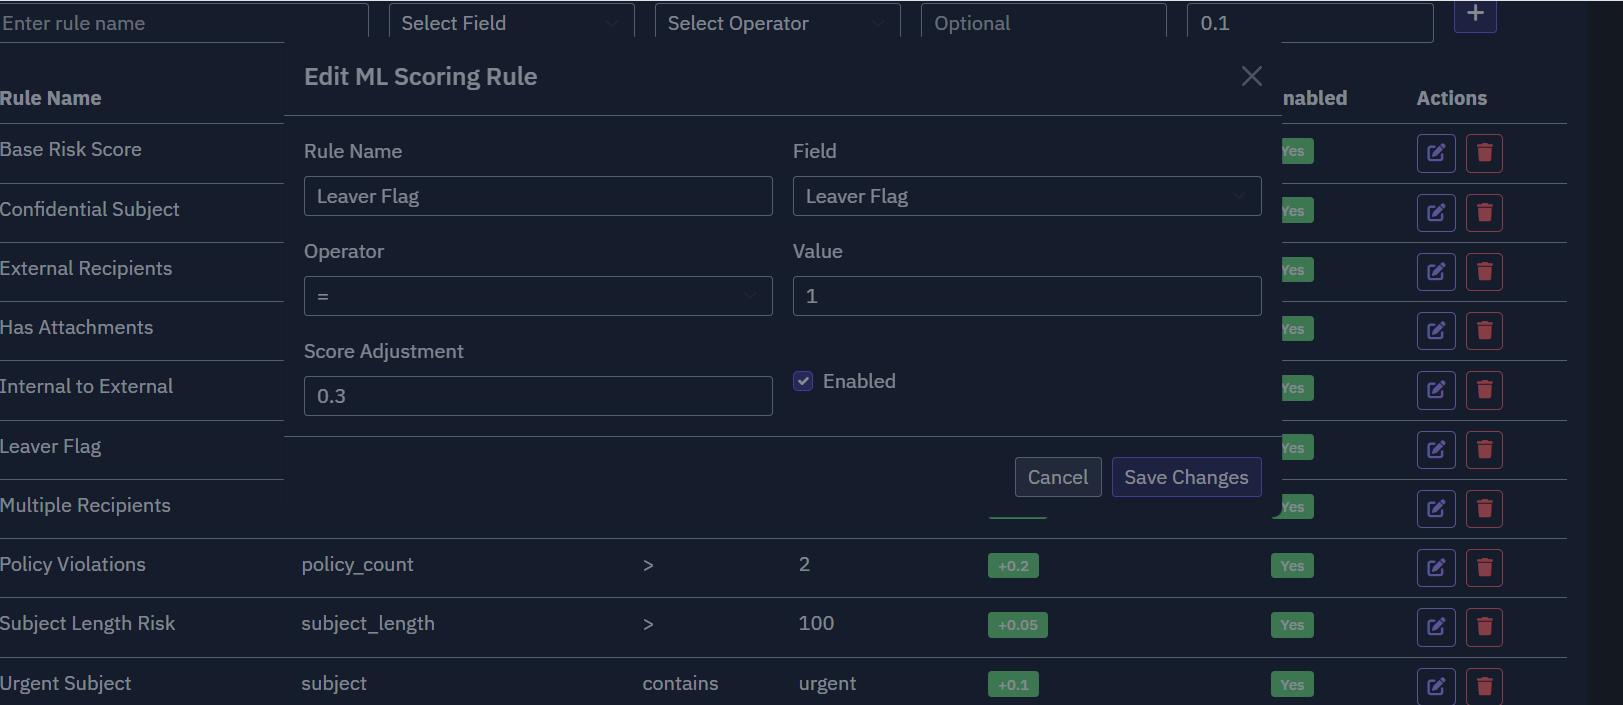 Enter rule name Select Field Select Operator Optional 0.1 +
Edit ML Scoring Rule
Rule Name nabled Actions
Rule Name Field
Base Risk Score Yes
Leaver Flag Leaver Flag
Confidential Subject Yes
Operator Value
External Recipients Yes
= 1
Has Attachments Yes
Score Adjustment
Internal to External Enabled Yes
0.3
Leaver Flag Yes
Cancel Save Changes
Multiple Recipients Yes
Policy Violations policy_count > 2 +0.2 Yes
Subject Length Risk subject_length > 100 +0.05 Yes
Urgent Subject subject contains urgent +0.1 Yes